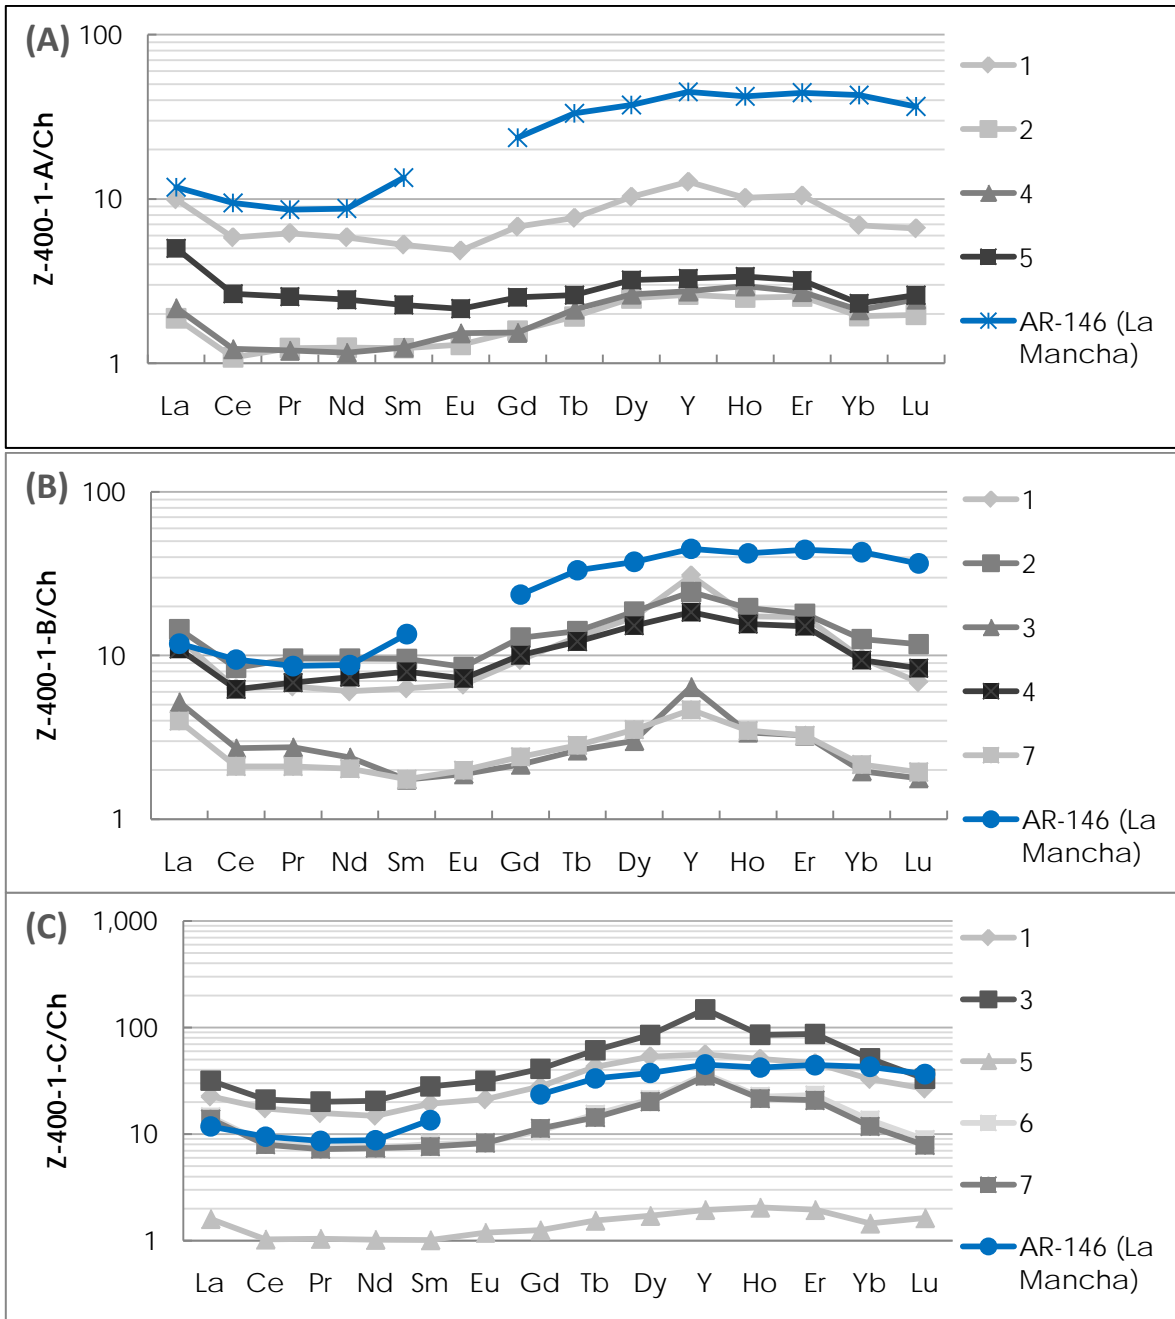 (A)
Z-400-1-A/Ch
100
10
1
La Ce Pr Nd Sm Eu Gd Tb Dy Y Ho Er Yb Lu
1
2
4
5
AR-146 (La
Mancha)
(B)
Z-400-1-B/Ch
100
10
1
La Ce Pr Nd Sm Eu Gd Tb Dy Y Ho Er Yb Lu
1
2
3
4
7
AR-146 (La
Mancha)
(C)
Z-400-1-C/Ch
1,000
100
10
1
La Ce Pr Nd Sm Eu Gd Tb Dy Y Ho Er Yb Lu
1
3
5
6
7
AR-146 (La
Mancha)